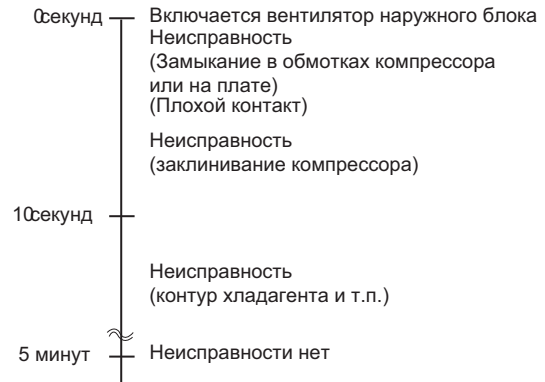 0секунд
Включается вентилятор наружного блока
Неисправность
(Замыкание в обмотках компрессора
или на плате)
(Плохой контакт)
Неисправность
(заклинивание компрессора)
10секунд
Неисправность
(контур хладагента и т.п.)
5 минут
Неисправности нет